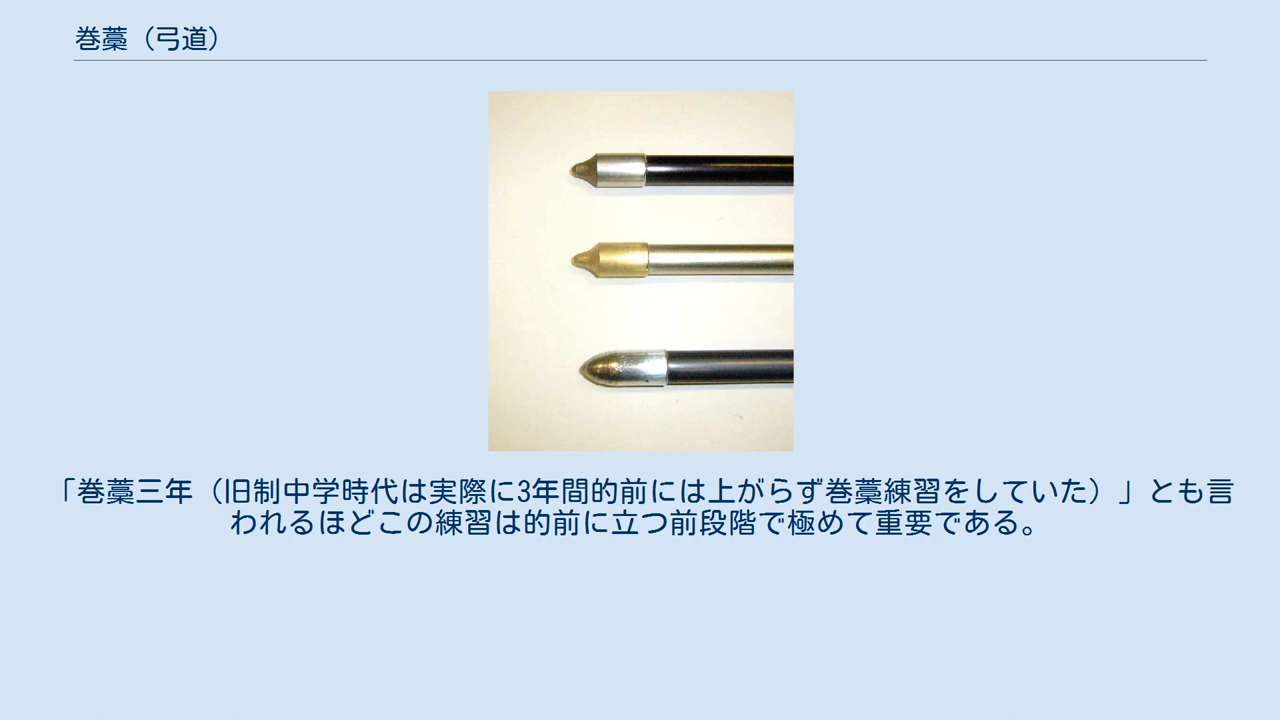 巻藁（弓道）
「巻藁三年（旧制中学時代は実際に3年間的前には上がらず巻藁練習をしていた）」とも言
われるほどこの練習は的前に立つ前段階で極めて重要である。